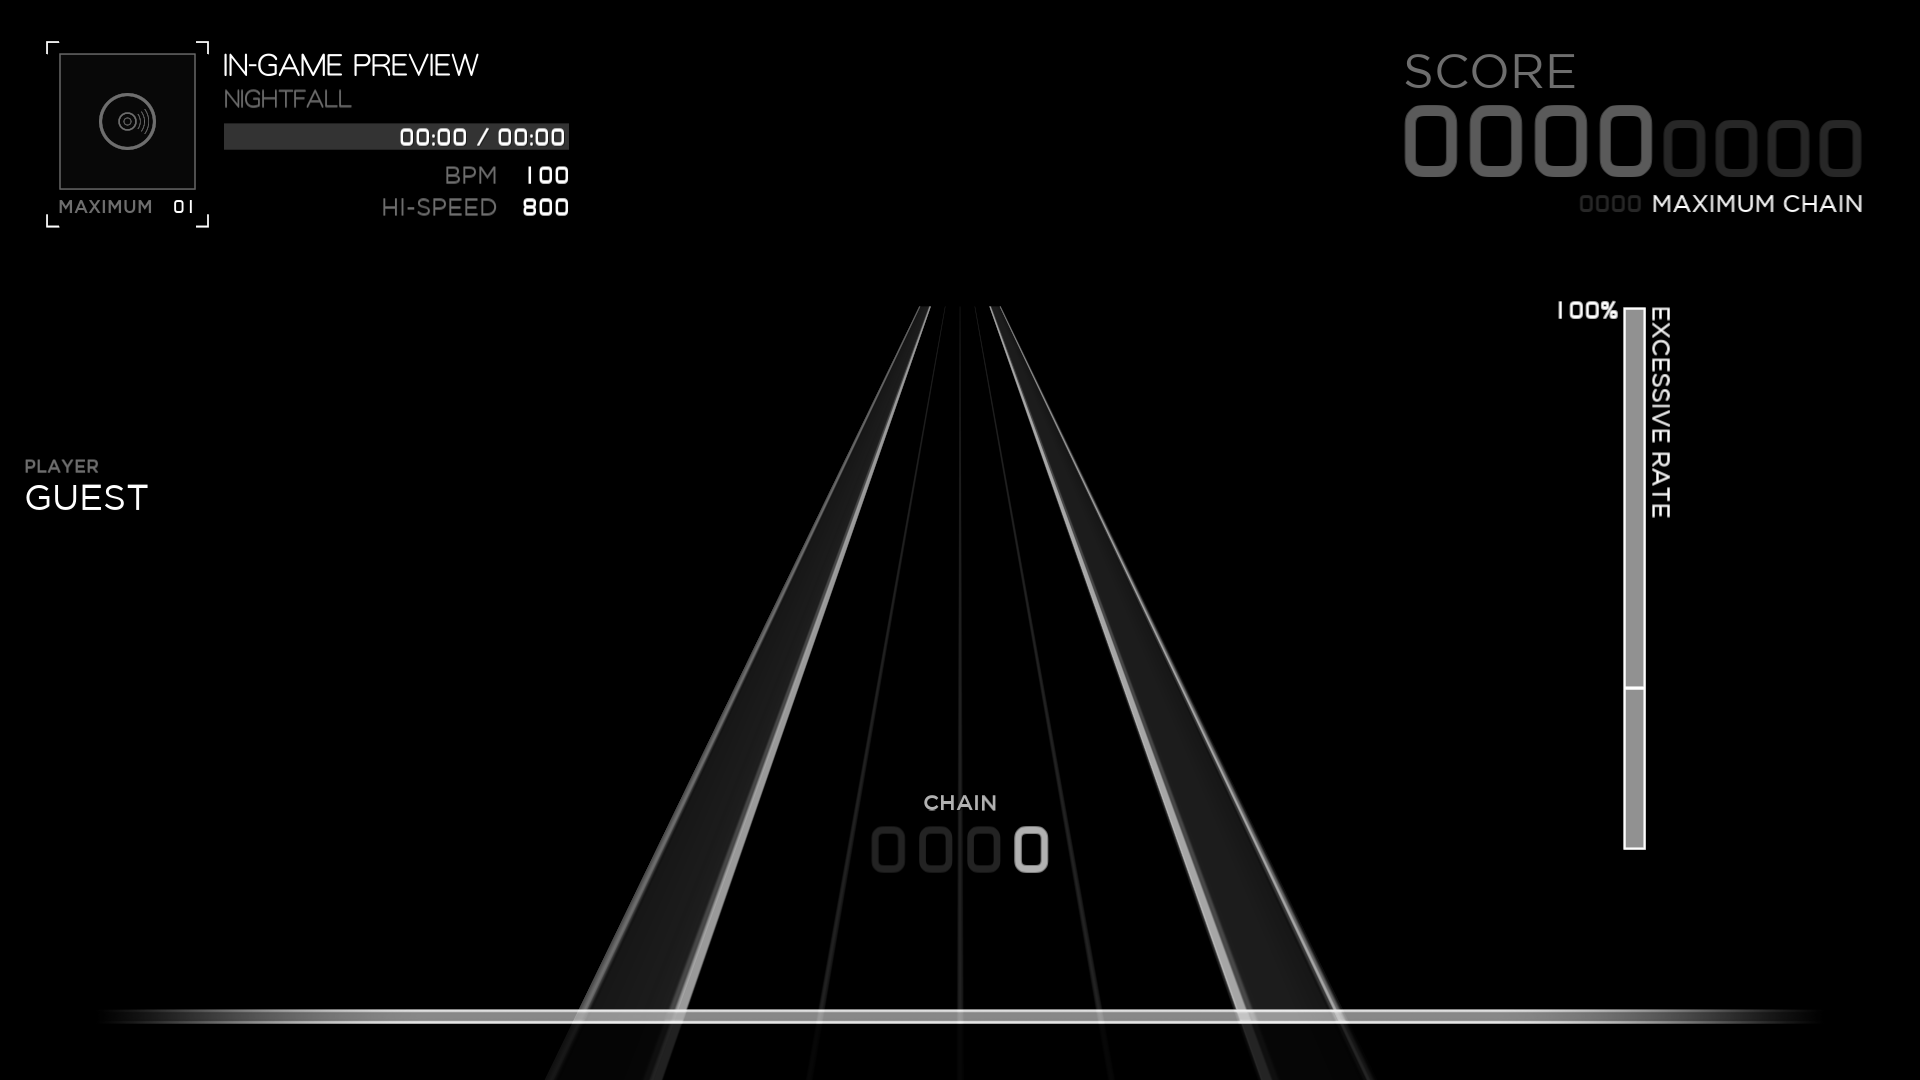 IN-GAME PREVIEW
NIGHTFALL
00:00 / 00:00
BPM 100
HI-SPEED 800
MAXIMUM 01
SCORE
00000000
0000 MAXIMUM CHAIN
100%
EXCESSIVE RATE
PLAYER
GUEST
CHAIN
0000